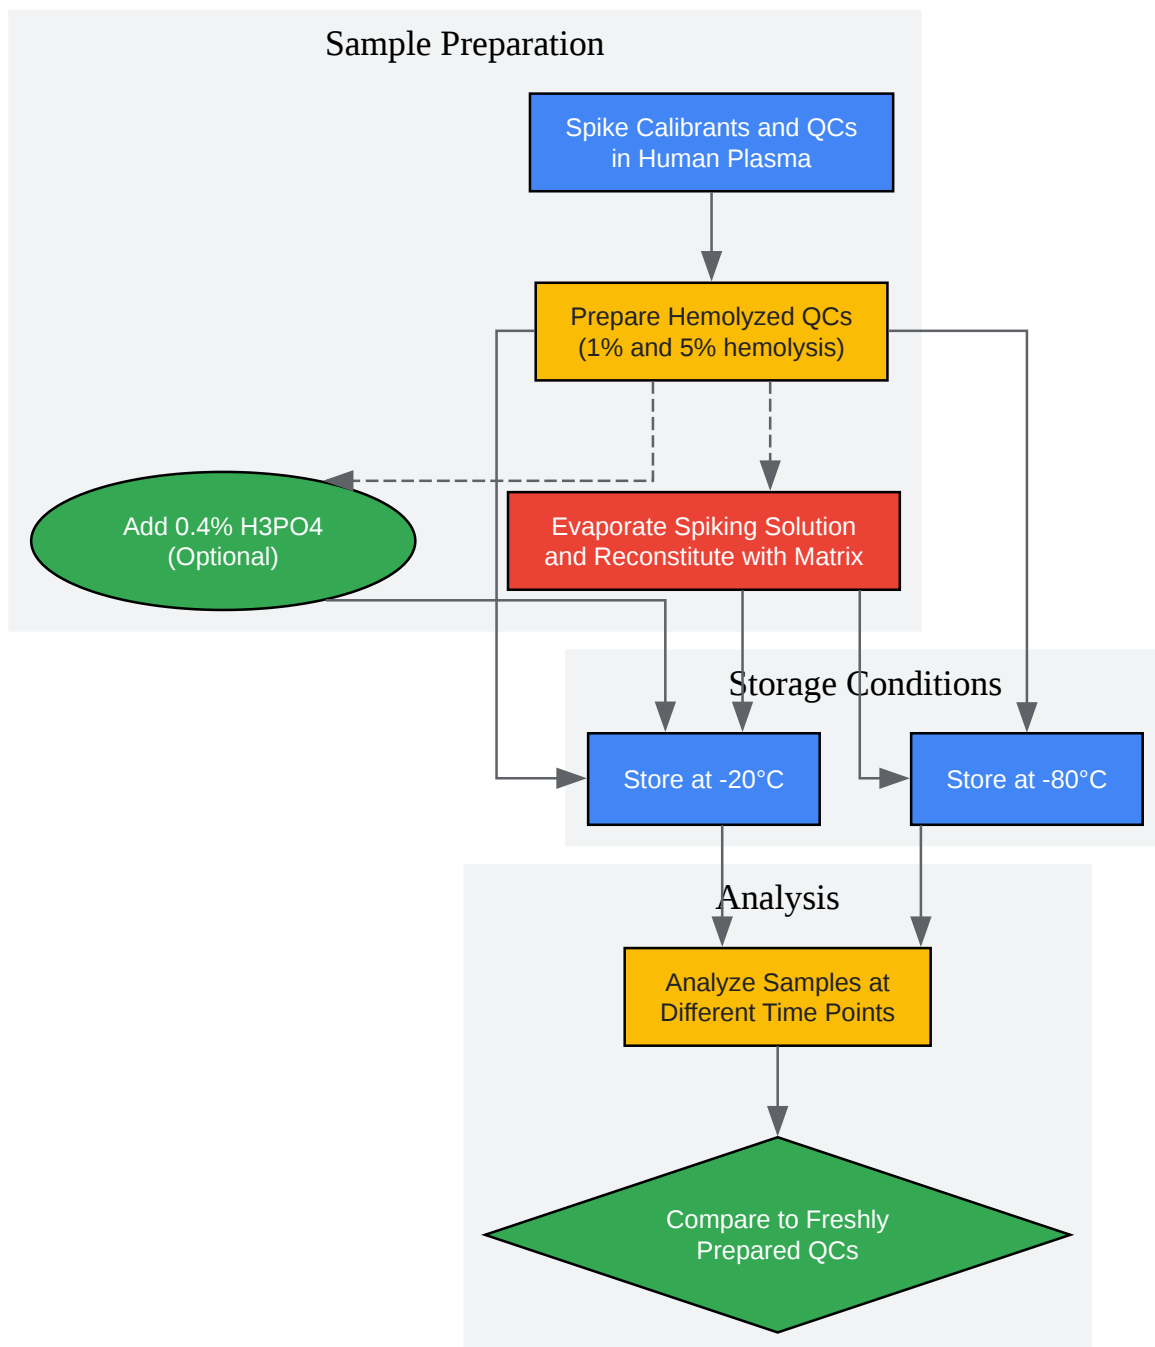 Sample Preparation
Spike Calibrants and QCs
in Human Plasma
Prepare Hemolyzed QCs
(1% and 5% hemolysis)
Add 0.4% H3PO4
(Optional)
Evaporate Spiking Solution
and Reconstitute with Matrix
Storage Conditions
Store at -20°C
Store at -80°C
Analysis
Analyze Samples at
Different Time Points
Compare to Freshly
Prepared QCs